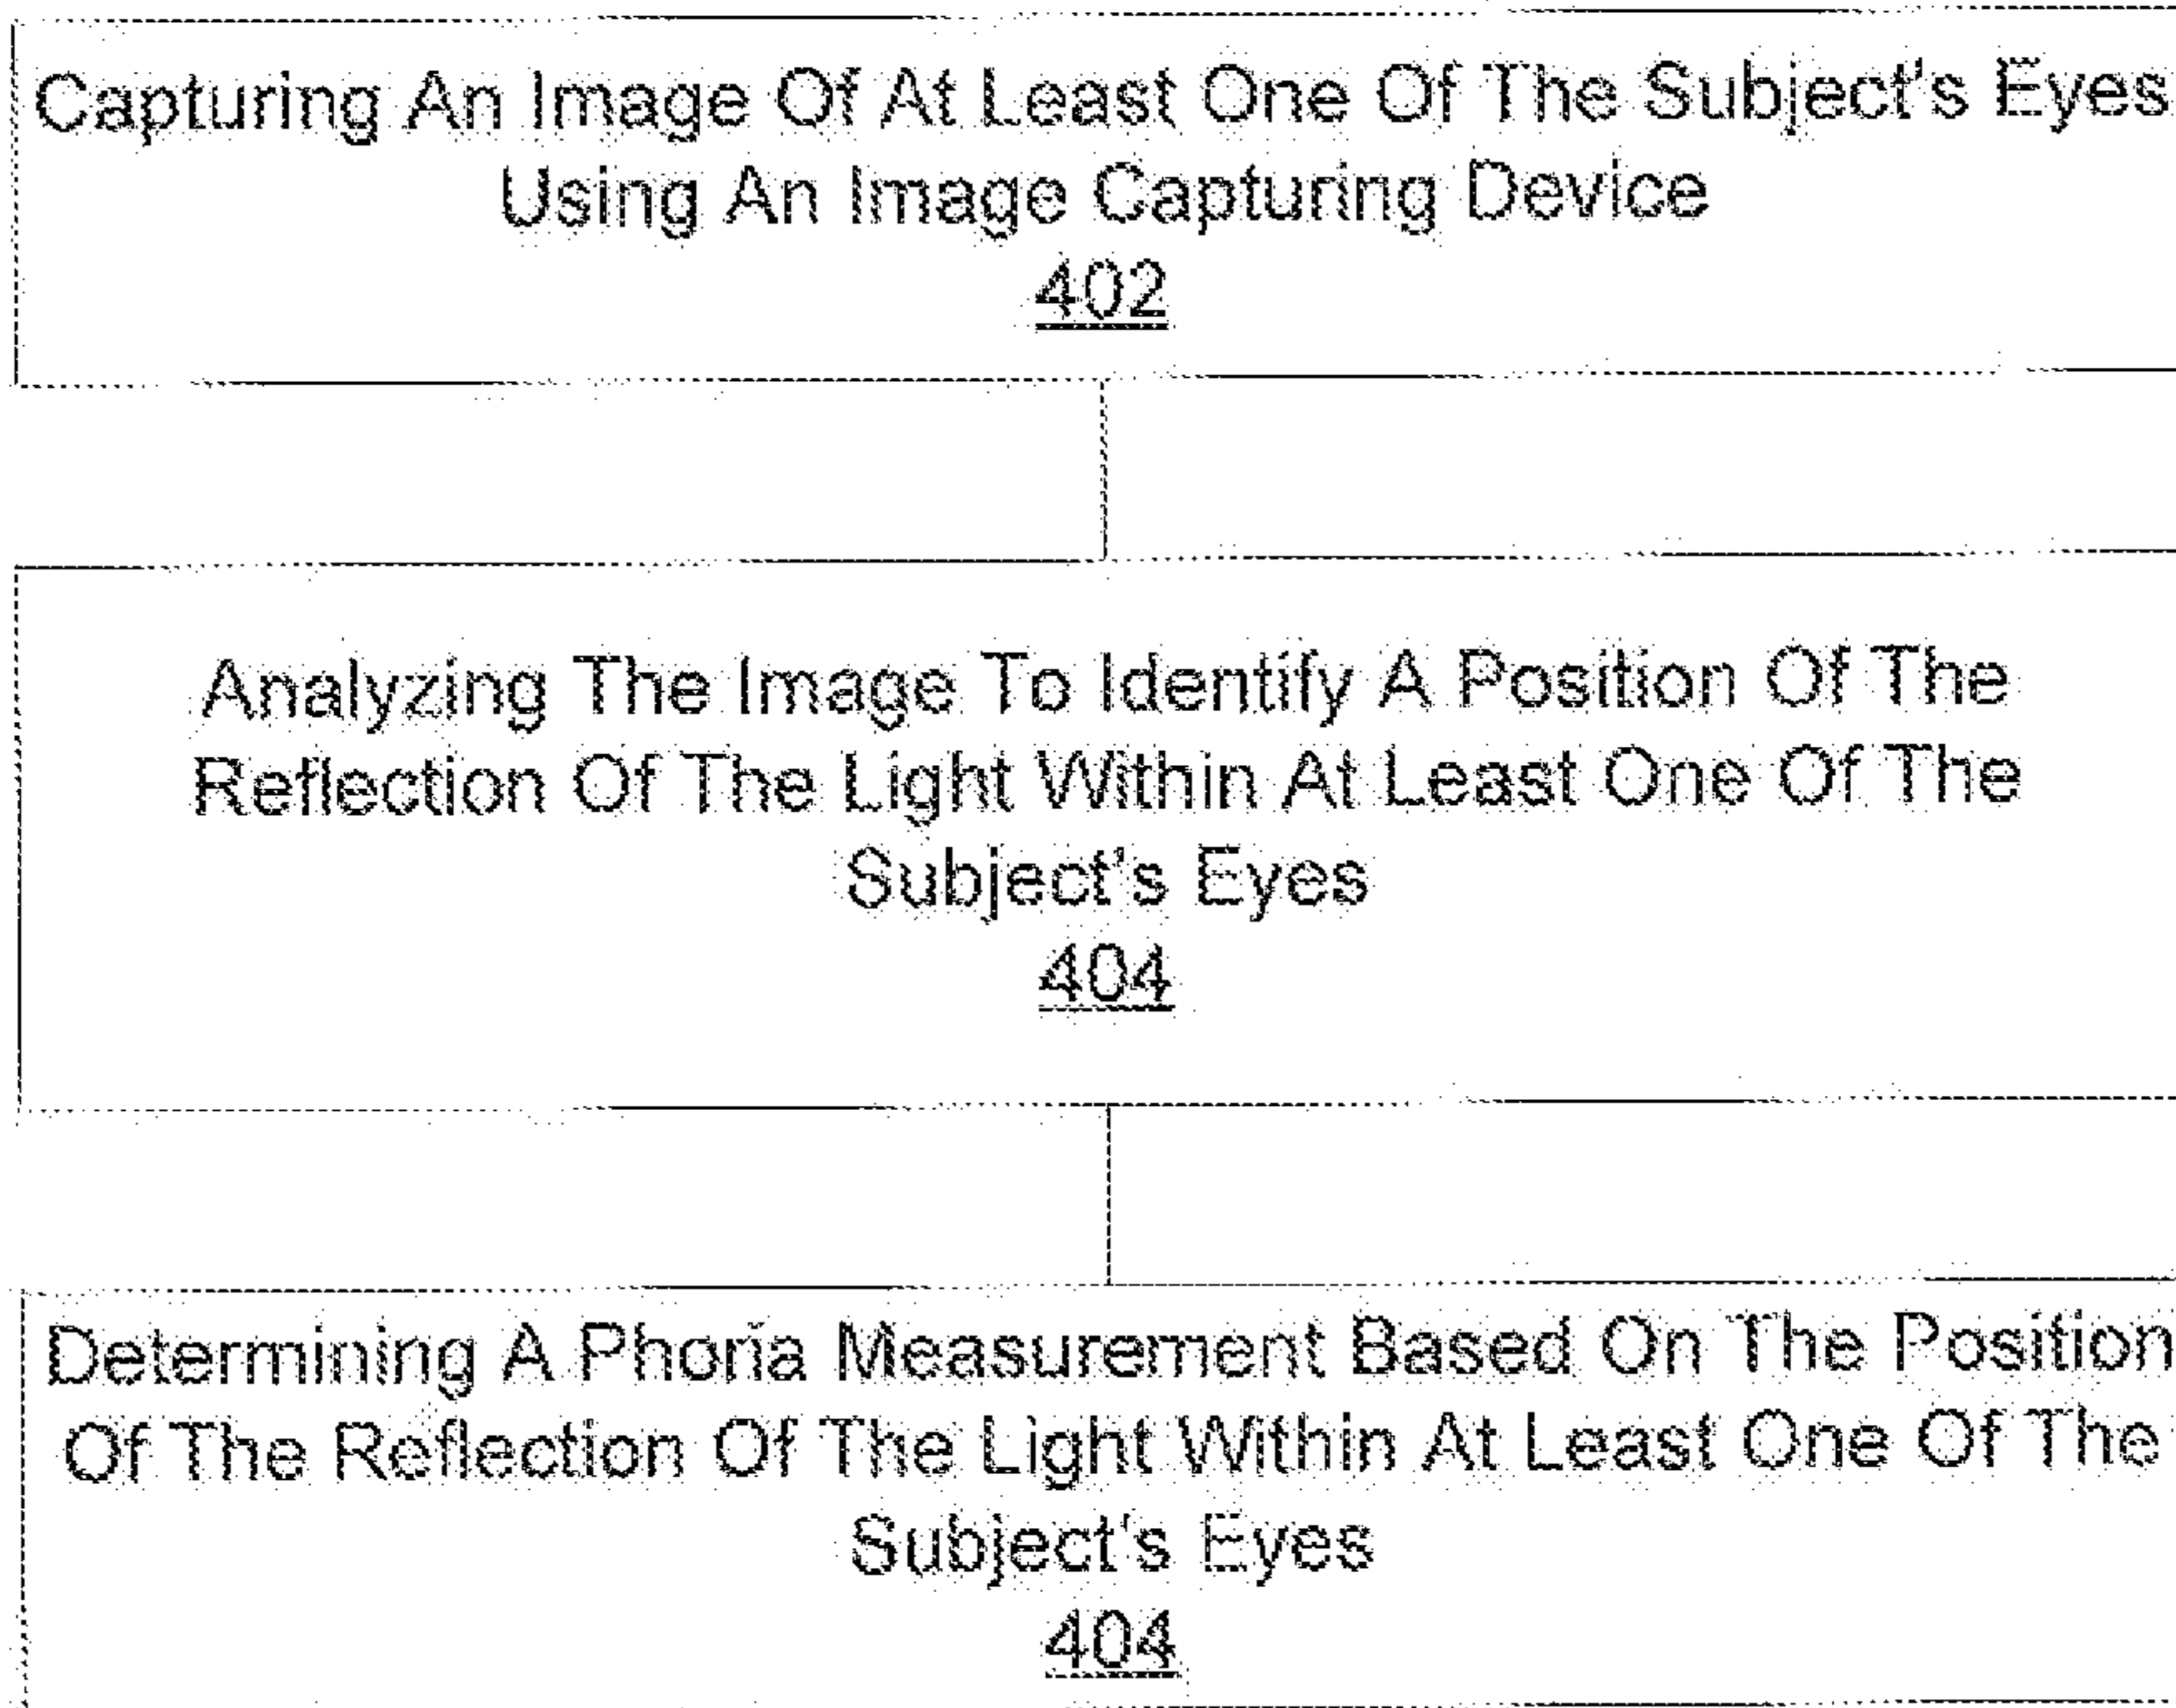 Capturing An Image Of At Least One Of The Subject's Eyes
Using An Image Capturing Device
402
Analyzing The Image To Identify A Position Of The
Reflection Of The Light Within At Least One Of The
Subject's Eyes
404
Determining A Phoria Measurement Based On The Position
Of The Reflection Of The Light Within At Least One Of The
Subject's Eyes
404